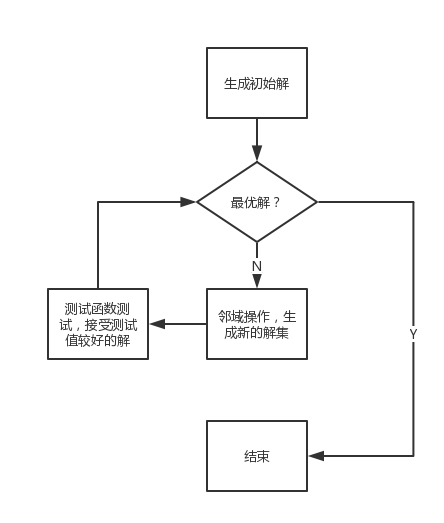 生成初始解
最优解？
N
测试函数测
试，接受测试
值较好的解
邻域操作，生
成新的解集
Y
结束